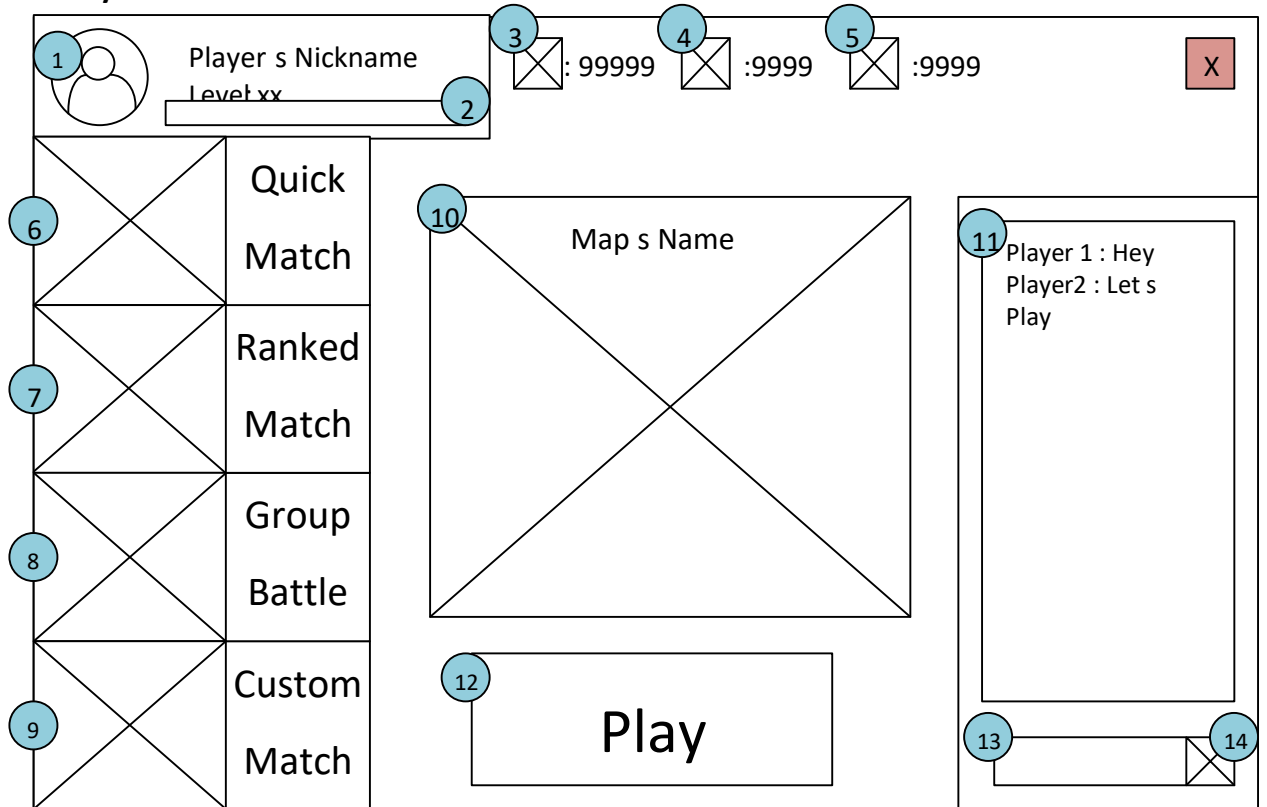 1
Player s Nickname
Level xx
2
3
: 99999
4
:9999
5
:9999
X
6
Quick
Match
7
Ranked
Match
8
Group
Battle
9
Custom
Match
10
Map s Name
11
Player 1 : Hey
Player2 : Let s
Play
12
Play
13
14